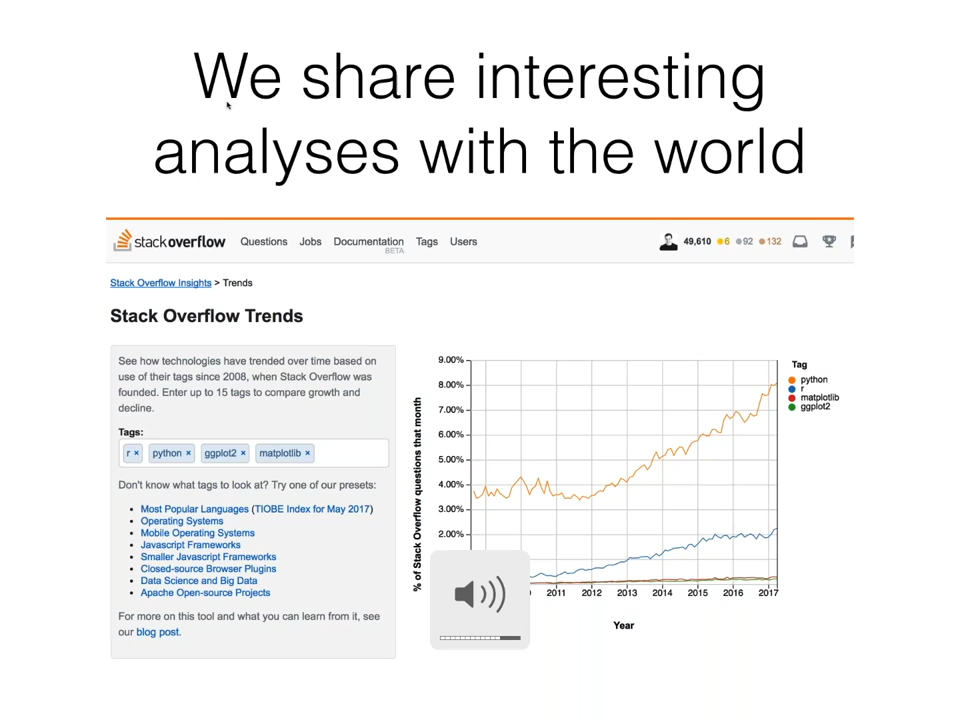 We share interesting
analyses with the world
stackoverflow Questions Jobs Documentation Tags Users 49,610 6 92 132
BETA
Stack Overflow Insights > Trends
Stack Overflow Trends
See how technologies have trended over time based on
use of their tags since 2008, when Stack Overflow was
founded. Enter up to 15 tags to compare growth and
decline.
Tags:
r × python × ggplot2 × matplotlib ×
Don't know what tags to look at? Try one of our presets:
• Most Popular Languages (TIOBE Index for May 2017)
• Operating Systems
• Mobile Operating Systems
• Javascript Frameworks
• Smaller Javascript Frameworks
• Closed-source Browser Plugins
• Data Science and Big Data
• Apache Open-source Projects
For more on this tool and what you can learn from it, see
our blog post.
% of Stack Overflow questions that month
9.00%
8.00%
7.00%
6.00%
5.00%
4.00%
3.00%
2.00%
2011 2012 2013 2014 2015 2016 2017
Year
Tag
python
r
matplotlib
ggplot2